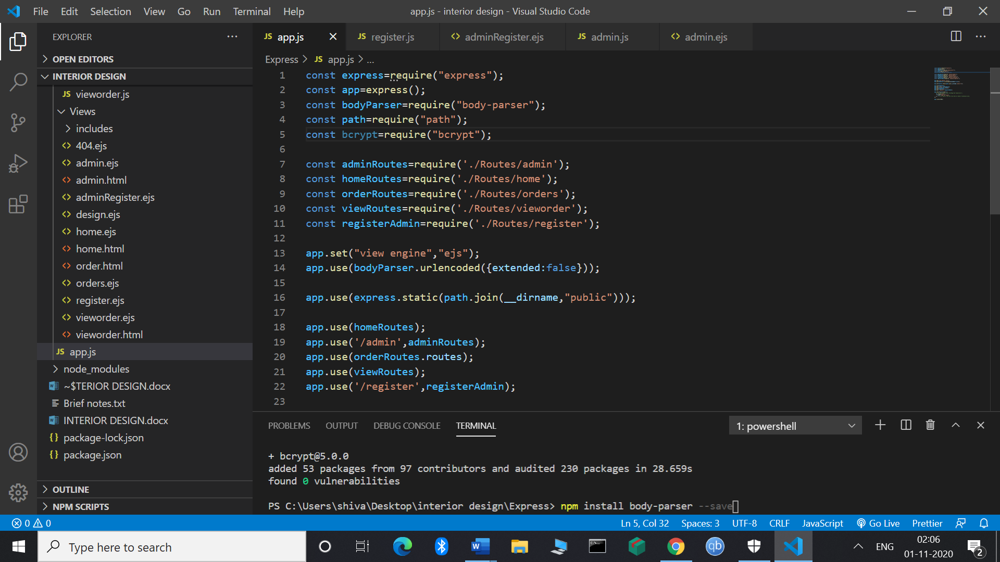 File Edit Selection View Go Run Terminal Help
app.js - interior design - Visual Studio Code
EXPLORER
OPEN EDITORS
INTERIOR DESIGN
JS vieworder.js
Views
includes
404.ejs
admin.ejs
admin.html
adminRegister.ejs
design.ejs
home.ejs
home.html
order.html
orders.ejs
register.ejs
vieworder.ejs
vieworder.html
JS app.js
node_modules
~$TERIOR DESIGN.docx
Brief notes.txt
INTERIOR DESIGN.docx
{} package-lock.json
{} package.json
OUTLINE
NPM SCRIPTS
JS app.js JS register.js <> adminRegister.ejs JS admin.js <> admin.ejs
Express > JS app.js > ...
1 const express=require("express");
2 const app=express();
3 const bodyParser=require("body-parser");
4 const path=require("path");
5 const bcrypt=require("bcrypt");
6
7 const adminRoutes=require('./Routes/admin');
8 const homeRoutes=require('./Routes/home');
9 const orderRoutes=require('./Routes/orders');
10 const viewRoutes=require('./Routes/vieworder');
11 const registerAdmin=require('./Routes/register');
12
13 app.set("view engine","ejs");
14 app.use(bodyParser.urlencoded({extended:false}));
15
16 app.use(express.static(path.join(__dirname,"public")));
17
18 app.use(homeRoutes);
19 app.use('/admin',adminRoutes);
20 app.use(orderRoutes.routes);
21 app.use(viewRoutes);
22 app.use('/register',registerAdmin);
23
PROBLEMS OUTPUT DEBUG CONSOLE TERMINAL 1: powershell
+ bcrypt@5.0.0
added 53 packages from 97 contributors and audited 230 packages in 28.659s
found 0 vulnerabilities
PS C:\Users\shiva\Desktop\interior design\Express> npm install body-parser --save
0 0 Ln 5, Col 32 Spaces: 3 UTF-8 CRLF JavaScript Go Live Prettier
Type here to search
W
qb
ENG
02:06
01-11-2020
2